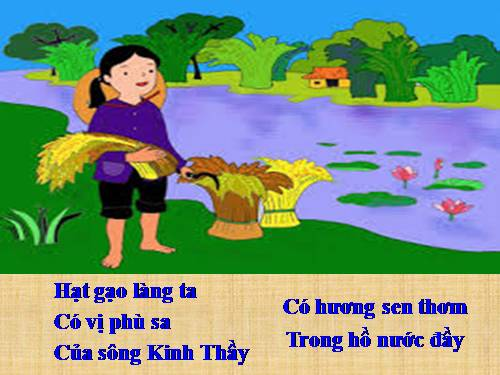 Hạt gạo làng ta
Có vị phù sa
Của sông Kinh Thầy
Có hương sen thơm
Trong hồ nước đầy